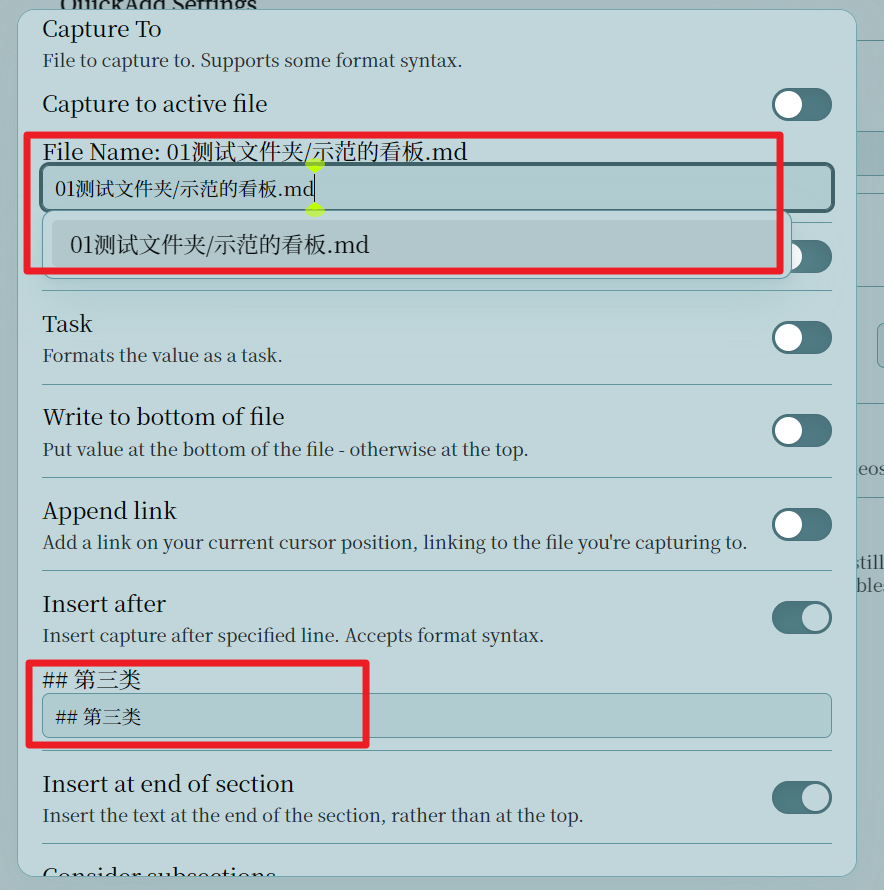 QuickAdd Settings
Capture To
File to capture to. Supports some format syntax.
Capture to active file
File Name: 01测试文件夹/示范的看板.md
01测试文件夹/示范的看板.md
01测试文件夹/示范的看板.md
Task
Formats the value as a task.
Write to bottom of file
Put value at the bottom of the file - otherwise at the top.
eos
Append link
Add a link on your current cursor position, linking to the file you're capturing to.
still
Insert after
Insert capture after specified line. Accepts format syntax.
## 第三类
## 第三类
Insert at end of section
Insert the text at the end of the section, rather than at the top.
Consider subsections